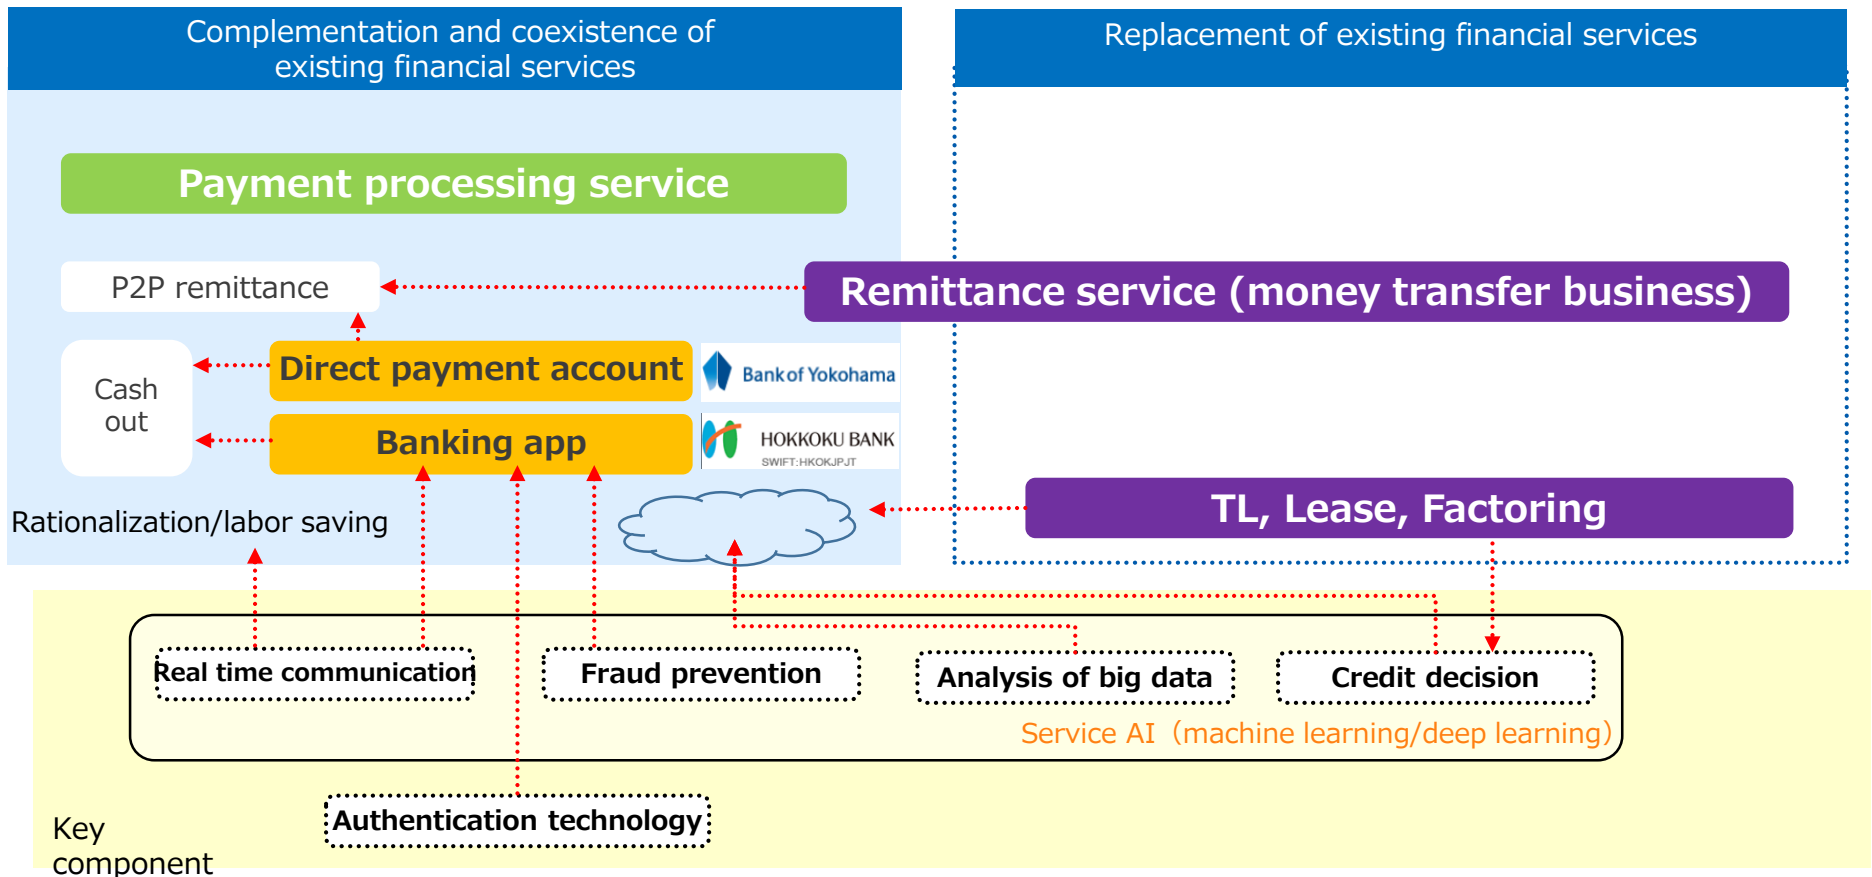 Complementation and coexistence of
existing financial services
Replacement of existing financial services
Payment processing service
P2P remittance
Remittance service (money transfer business)
Direct payment account
Bank of Yokohama
Cash
out
Banking app
HOKKOKU BANK
SWIFT:HKOKJPJT
TL, Lease, Factoring
Rationalization/labor saving
Real time communication
Fraud prevention
Analysis of big data
Credit decision
Service AI（machine learning/deep learning）
Authentication technology
Key
component